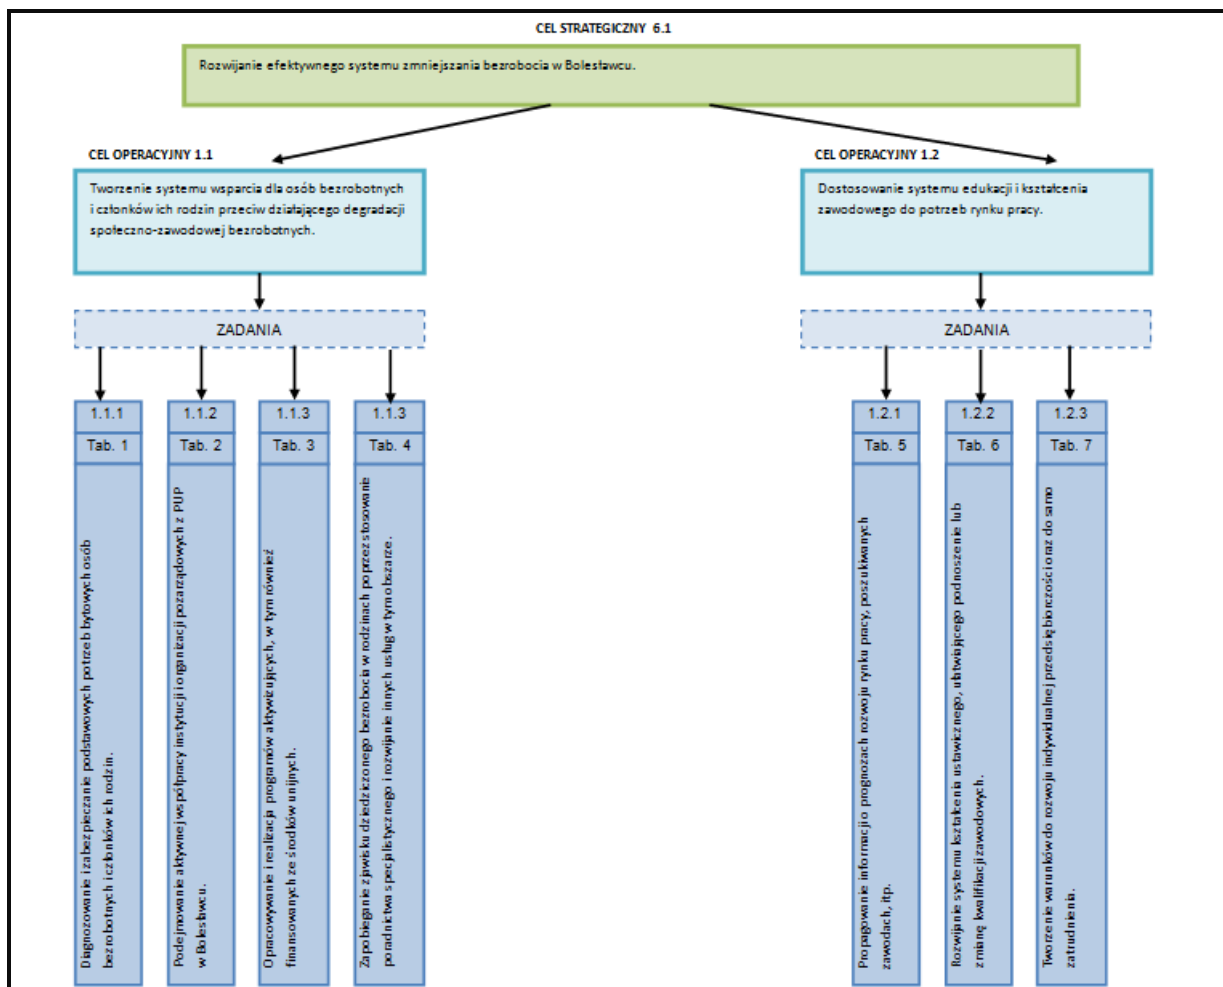 CEL STRATEGICZNY 6.1
Rozwijanie efektywnego systemu zmniejszania bezrobocia w Bolesławcu.
CEL OPERACYJNY 1.1
Tworzenie systemu wsparcia dla osób bezrobotnych
i członków ich rodzin przeciw działającego degradacji
społeczno-zawodowej bezrobotnych.
ZADANIA
1.1.1
Tab. 1
Diagnozowanie i zabezpieczanie podstawowych potrzeb bytowych osób
bezrobotnych i członków ich rodzin.
1.1.2
Tab. 2
Podejmowanie aktywnej współpracy instytucji i organizacji pozarządowych z PUP
w Bolesławcu.
1.1.3
Tab. 3
Opracowywanie i realizacja programów aktywizujących, w tym również
finansowanych ze środków unijnych.
1.1.3
Tab. 4
Zapobieganie zjawisku dziedziczonego bezrobocia w rodzinach poprzez stosowanie
poradnictwa specjalistycznego i rozwijanie innych usług w tym obszarze.
CEL OPERACYJNY 1.2
Dostosowanie systemu edukacji i kształcenia
zawodowego do potrzeb rynku pracy.
ZADANIA
1.2.1
Tab. 5
Propagowanie informacji o prognozach rozwoju rynku pracy, poszukiwanych
zawodach, itp.
1.2.2
Tab. 6
Rozwijanie systemu kształcenia ustawicznego, ułatwiającego podnoszenie lub
zmianę kwalifikacji zawodowych.
1.2.3
Tab. 7
Tworzenie warunków do rozwoju indywidualnej przedsiębiorczości oraz do samo
zatrudnienia.